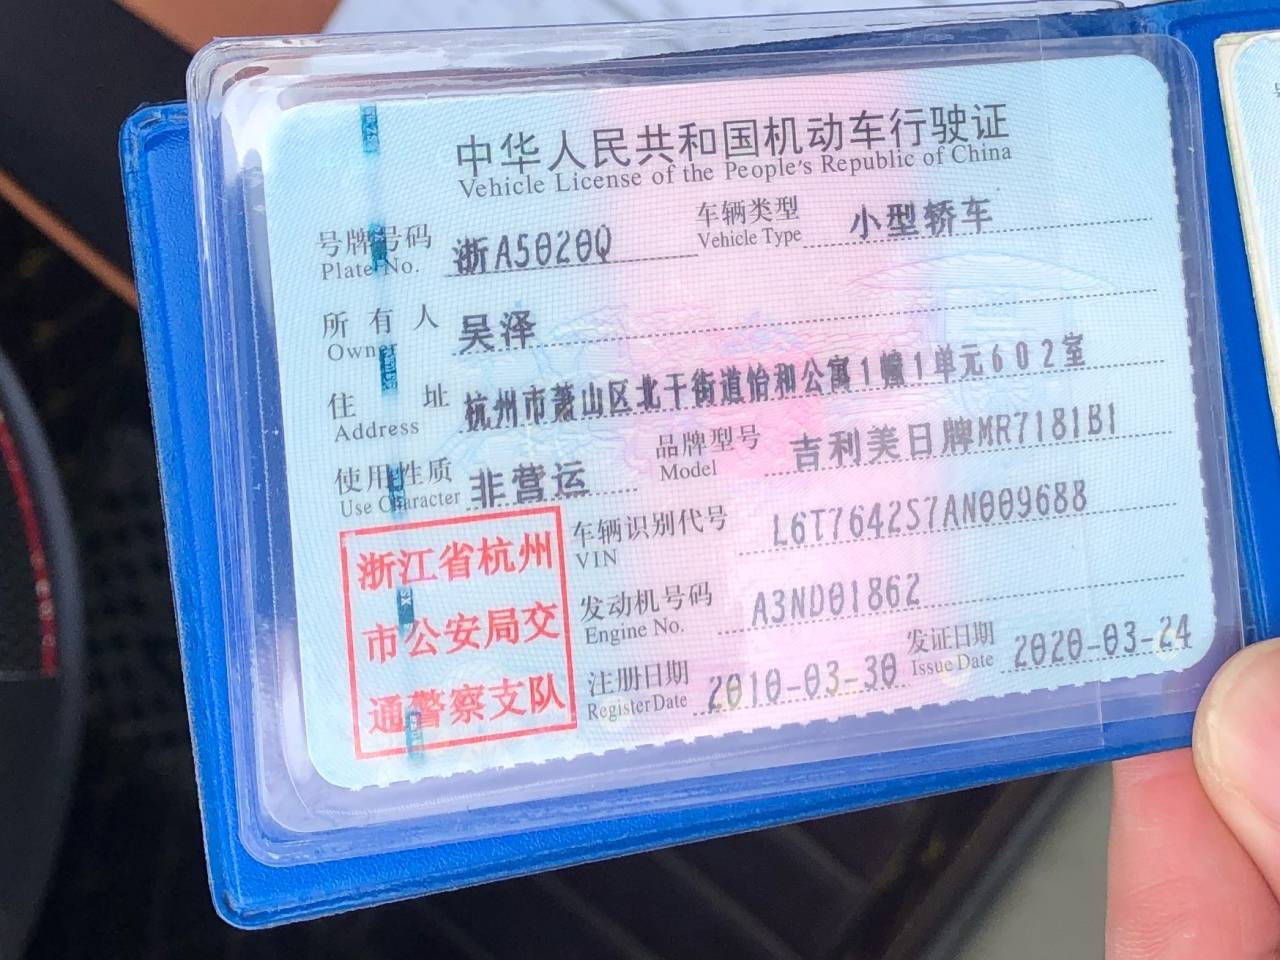 中华人民共和国机动车行驶证
Vehicle License of the People's Republic of China
号牌号码 浙A5020Q 车辆类型 小型轿车
Plate No. Vehicle Type
所有人 吴泽
Owner
住址 杭州市萧山区北干街道怡和公寓1幢1单元602室
Address
使用性质 非营运 品牌型号 吉利美日牌MR7181B1
Use Character Model
车辆识别代号 L6T7642S7AN009688
VIN
发动机号码 A3ND01862
Engine No.
注册日期 2010-03-30 发证日期 2020-03-24
Register Date Issue Date
浙江省杭州
市公安局交
通警察支队